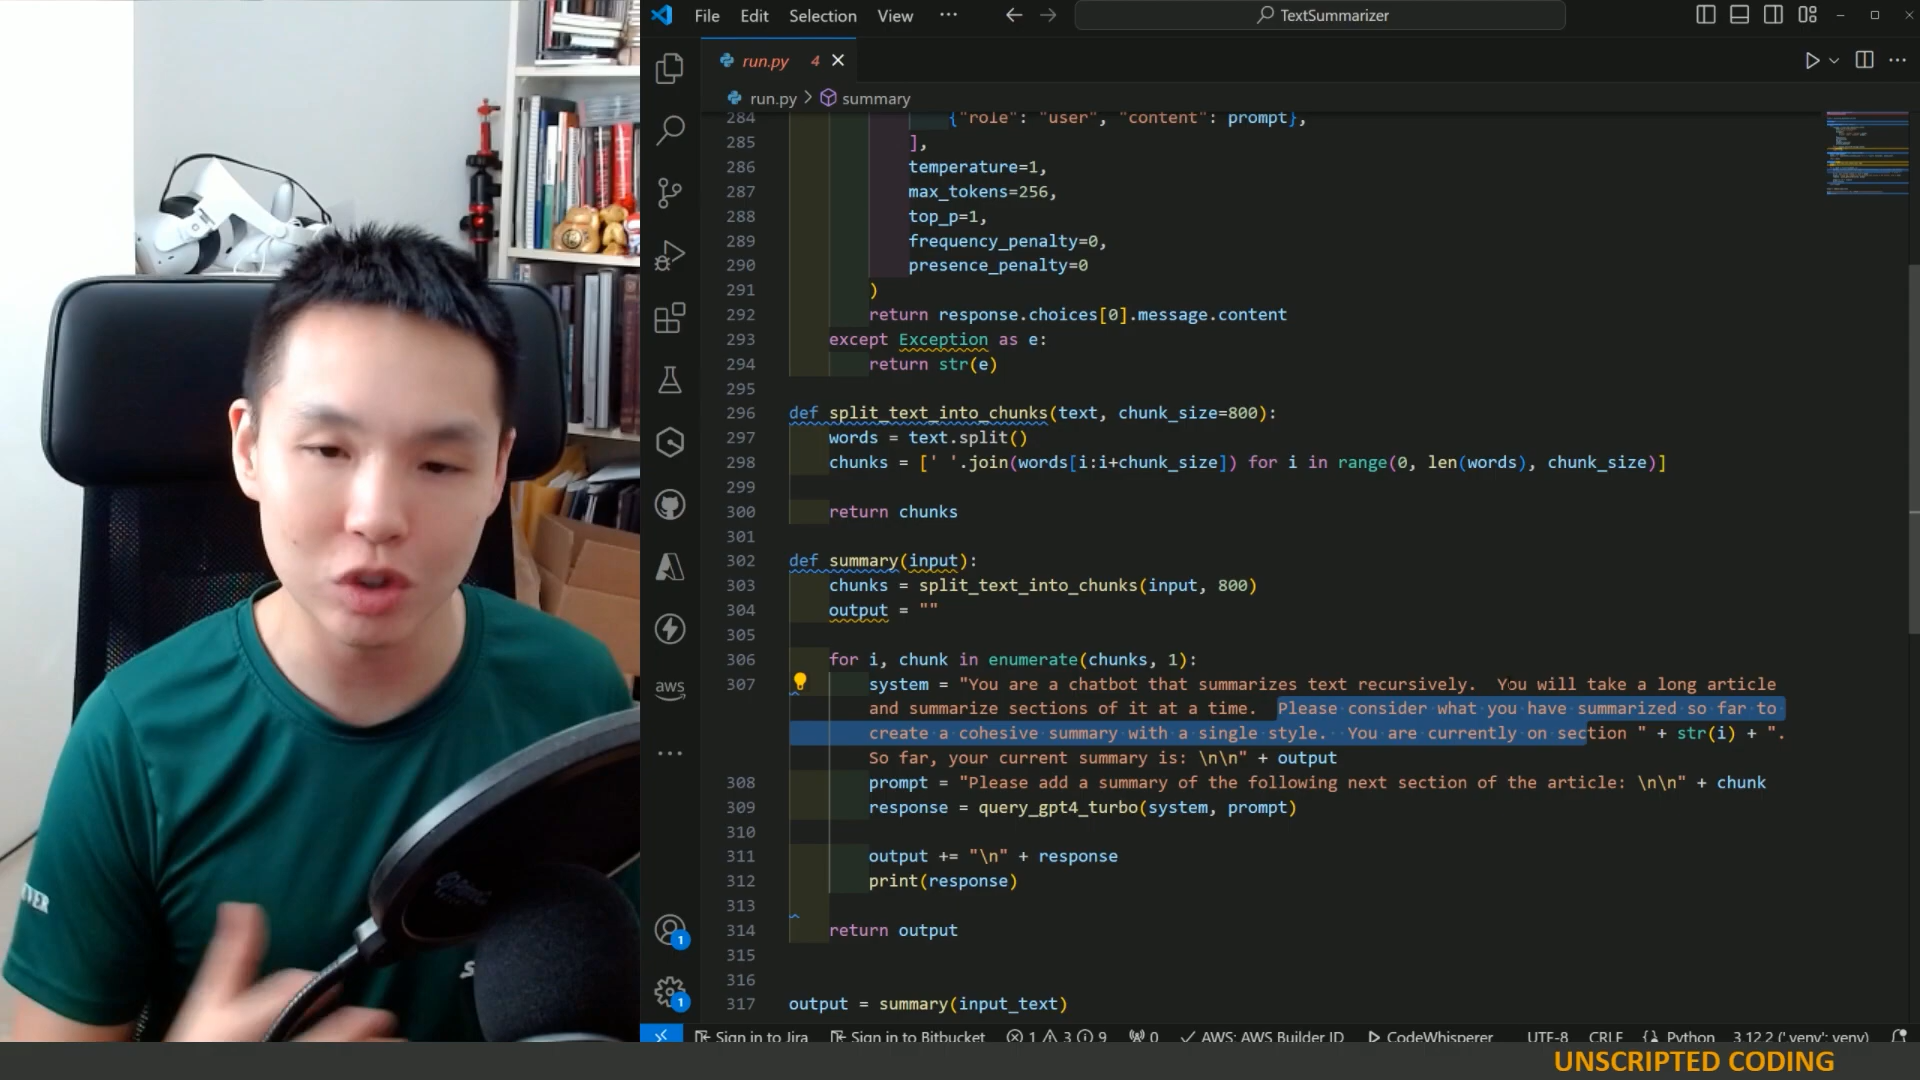 File Edit Selection View ··· TextSummarizer
run.py 4
run.py > summary
284 {"role": "user", "content": prompt},
285 ],
286 temperature=1,
287 max_tokens=256,
288 top_p=1,
289 frequency_penalty=0,
290 presence_penalty=0
291 )
292 return response.choices[0].message.content
293 except Exception as e:
294 return str(e)
295
296 def split_text_into_chunks(text, chunk_size=800):
297 words = text.split()
298 chunks = [' '.join(words[i:i+chunk_size]) for i in range(0, len(words), chunk_size)]
299
300 return chunks
301
302 def summary(input):
303 chunks = split_text_into_chunks(input, 800)
304 output = ""
305
306 for i, chunk in enumerate(chunks, 1):
307 system = "You are a chatbot that summarizes text recursively.  You will take a long article
and summarize sections of it at a time.  Please consider what you have summarized so far to
create a cohesive summary with a single style.  You are currently on section " + str(i) + ".
So far, your current summary is: \n\n" + output
308 prompt = "Please add a summary of the following next section of the article: \n\n" + chunk
309 response = query_gpt4_turbo(system, prompt)
310
311 output += "\n" + response
312 print(response)
313
314 return output
315
316
317 output = summary(input_text)
aws
1
1
Sign in to Jira Sign in to Bitbucket 1 3 9 0 AWS: AWS Builder ID CodeWhisperer UTF-8 CRLF Python 3.12.2 ('.venv': venv)
UNSCRIPTED CODING